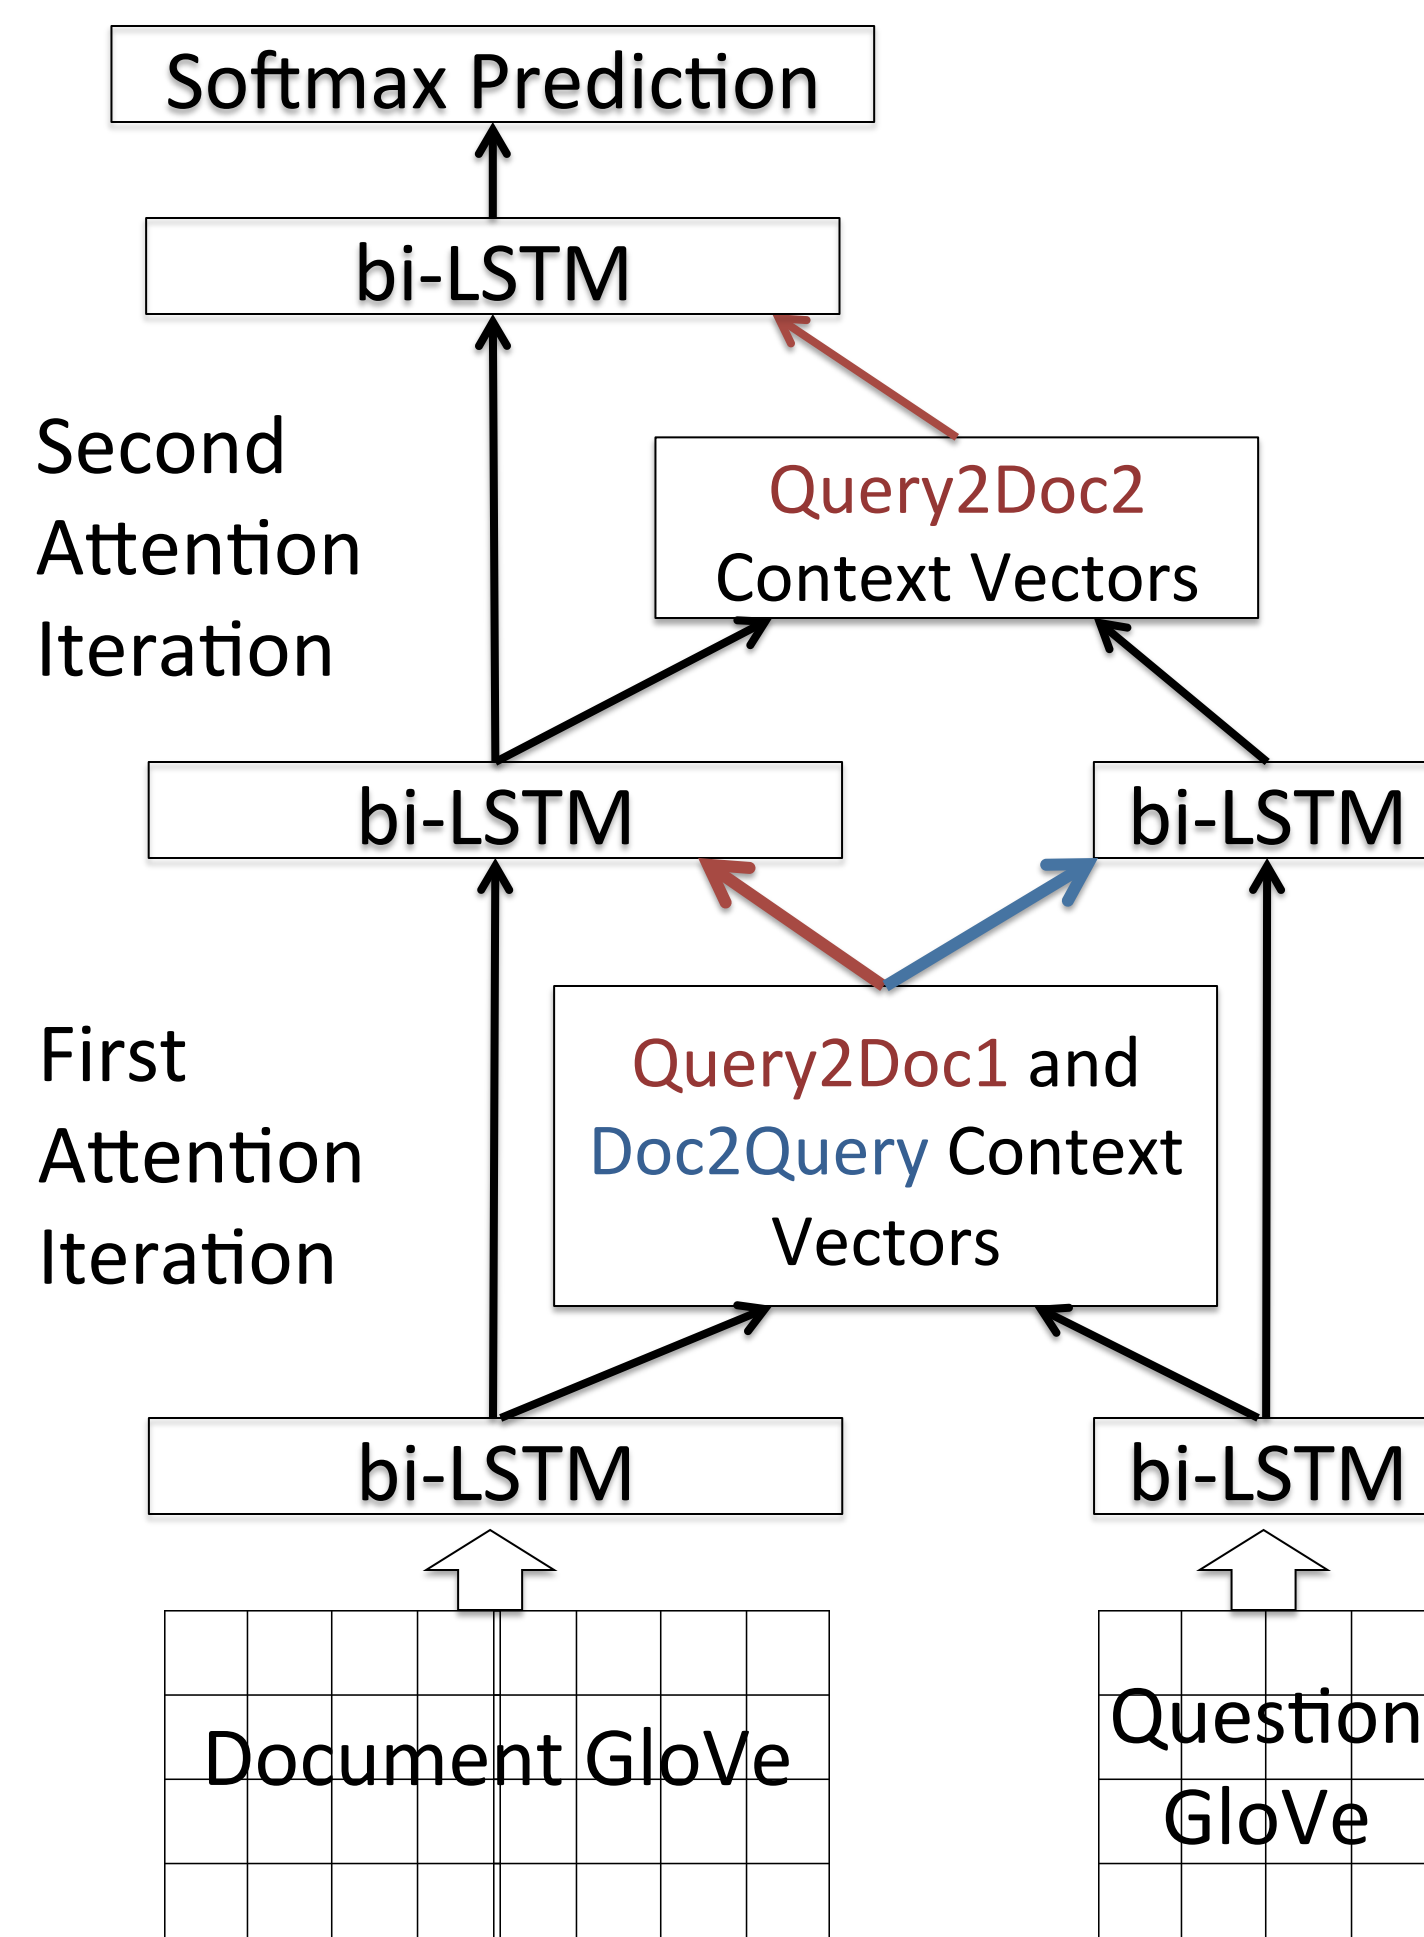 Softmax Prediction
bi-LSTM
Second
Attention
Iteration
Query2Doc2
Context Vectors
bi-LSTM
bi-LSTM
First
Attention
Iteration
Query2Doc1 and
Doc2Query Context
Vectors
bi-LSTM
bi-LSTM
Document GloVe
Question
GloVe